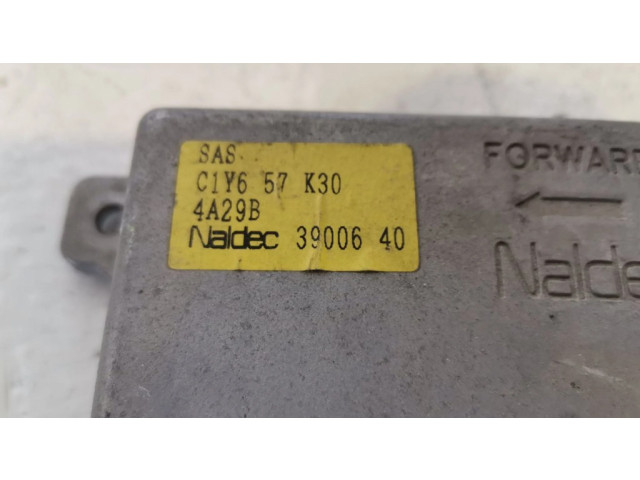 SAS
C1Y6 57 K30
4A29B
Naldec 39006 40
FORWARD
Nalde